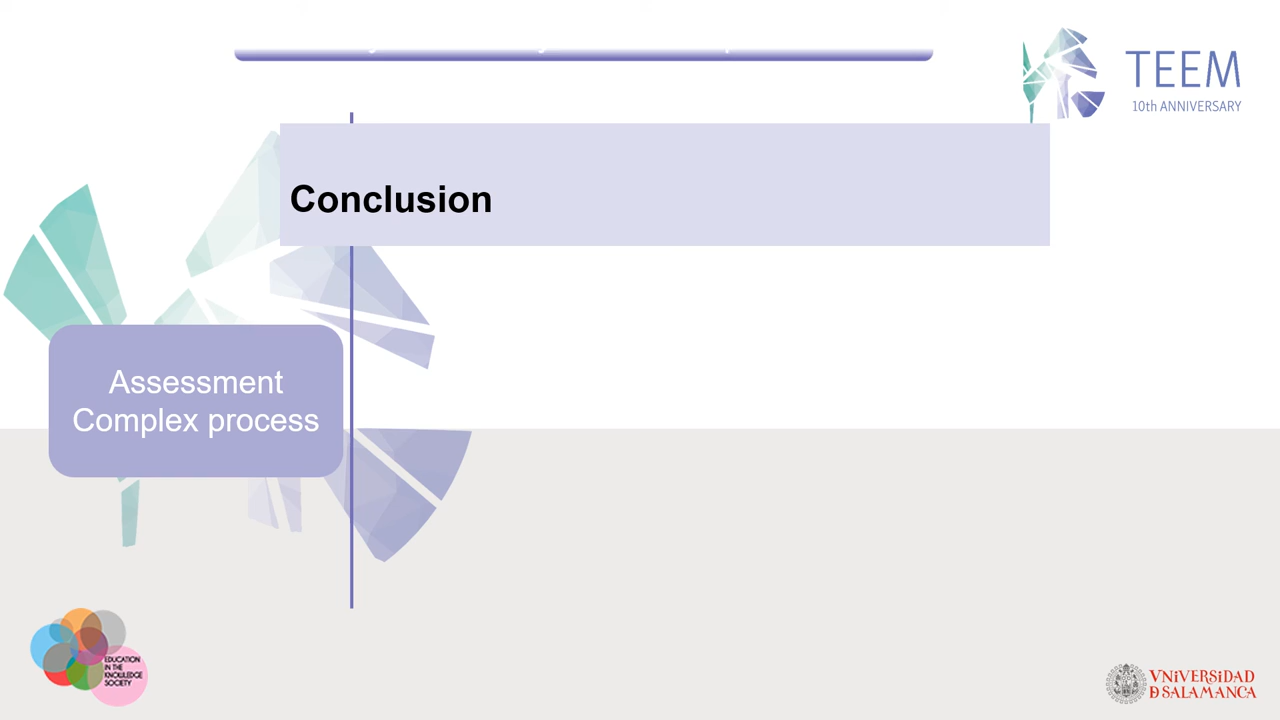 TEEM
10th ANNIVERSARY
Conclusion
Assessment
Complex process
EDUCATION
IN THE
KNOWLEDGE
SOCIETY
VNiVERSiDAD
D SALAMANCA